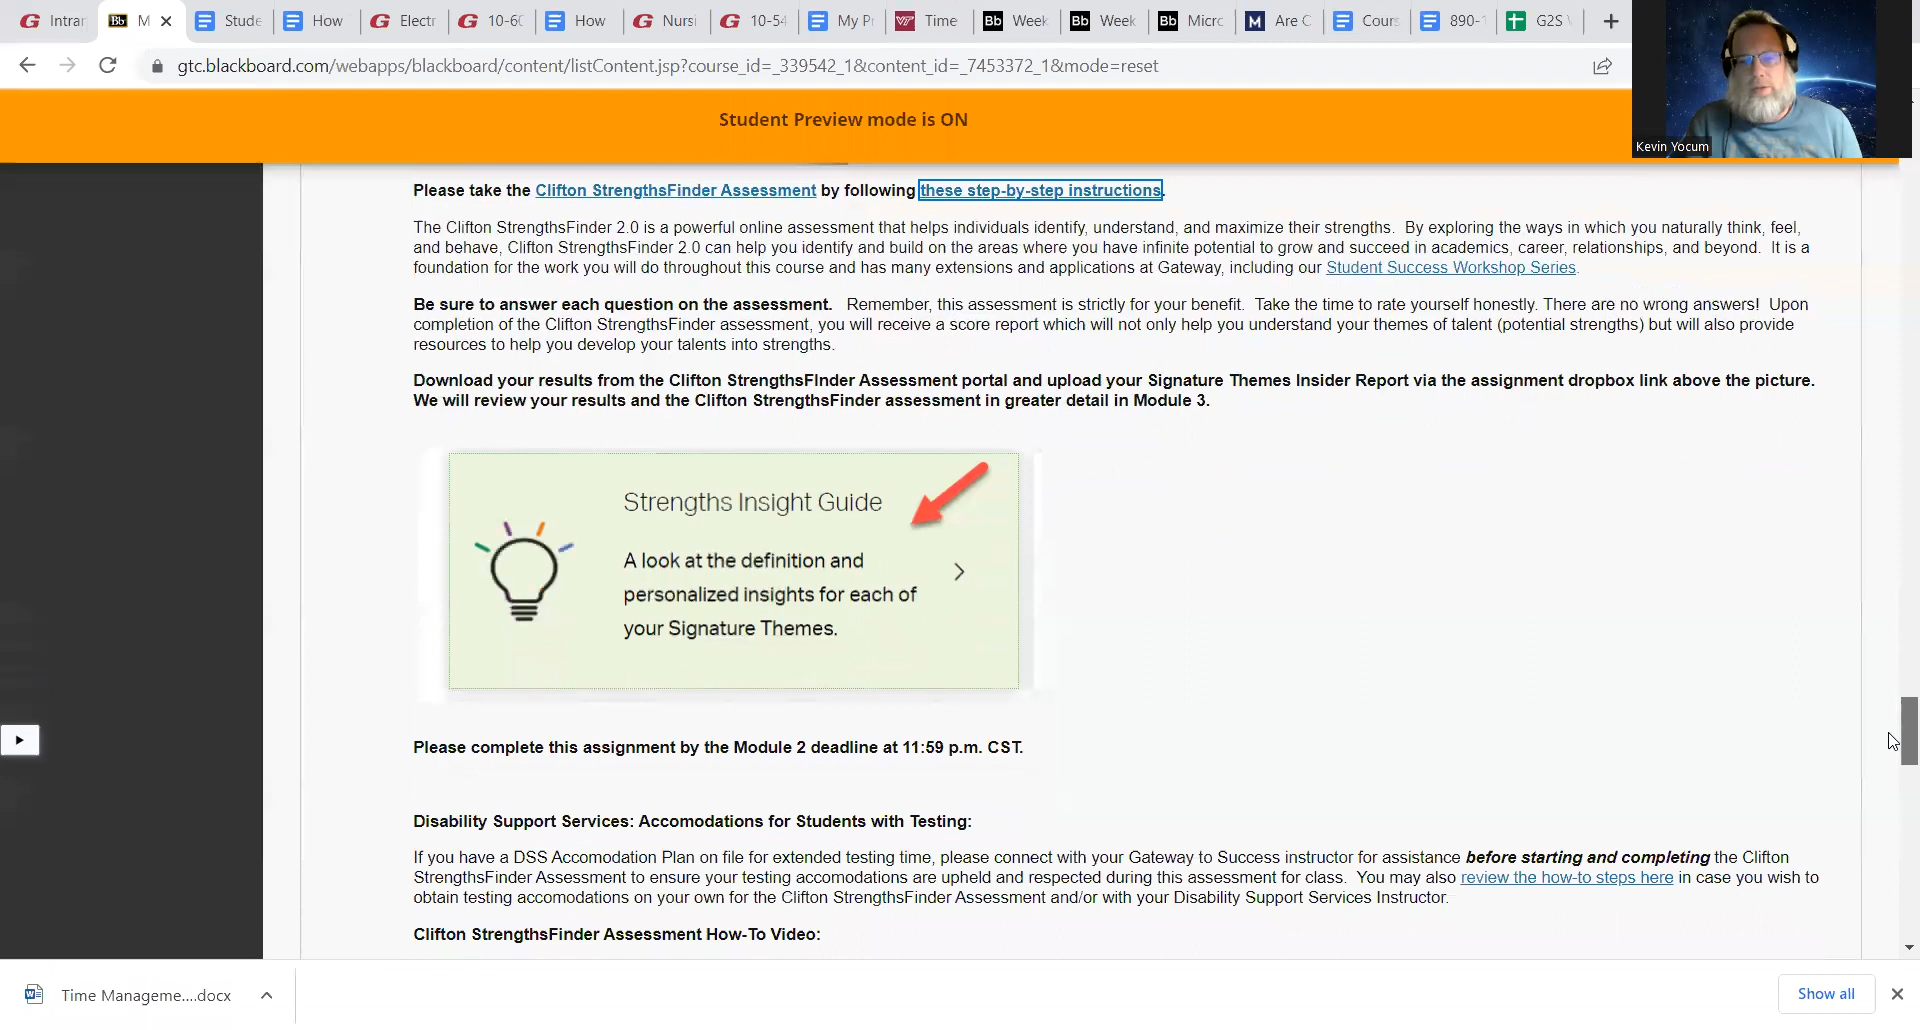 Intrar
M
Stude
How
Electr
10-60
How
Nursi
10-54
My Pr
Time
Bb Week
Bb Week
Bb Micro
Are C
Cours
890-1
G2S
gtc.blackboard.com/webapps/blackboard/content/listContent.jsp?course_id=_339542_1&content_id=_7453372_1&mode=reset
Student Preview mode is ON
Kevin Yocum
Please take the Clifton StrengthsFinder Assessment by following these step-by-step instructions.
The Clifton StrengthsFinder 2.0 is a powerful online assessment that helps individuals identify, understand, and maximize their strengths. By exploring the ways in which you naturally think, feel,
and behave, Clifton StrengthsFinder 2.0 can help you identify and build on the areas where you have infinite potential to grow and succeed in academics, career, relationships, and beyond. It is a
foundation for the work you will do throughout this course and has many extensions and applications at Gateway, including our Student Success Workshop Series.
Be sure to answer each question on the assessment. Remember, this assessment is strictly for your benefit. Take the time to rate yourself honestly. There are no wrong answers! Upon
completion of the Clifton StrengthsFinder assessment, you will receive a score report which will not only help you understand your themes of talent (potential strengths) but will also provide
resources to help you develop your talents into strengths.
Download your results from the Clifton StrengthsFInder Assessment portal and upload your Signature Themes Insider Report via the assignment dropbox link above the picture.
We will review your results and the Clifton StrengthsFinder assessment in greater detail in Module 3.
Strengths Insight Guide
A look at the definition and
personalized insights for each of
your Signature Themes.
Please complete this assignment by the Module 2 deadline at 11:59 p.m. CST.
Disability Support Services: Accomodations for Students with Testing:
If you have a DSS Accomodation Plan on file for extended testing time, please connect with your Gateway to Success instructor for assistance before starting and completing the Clifton
StrengthsFinder Assessment to ensure your testing accomodations are upheld and respected during this assessment for class. You may also review the how-to steps here in case you wish to
obtain testing accomodations on your own for the Clifton StrengthsFinder Assessment and/or with your Disability Support Services Instructor.
Clifton StrengthsFinder Assessment How-To Video:
Time Manageme....docx
Show all